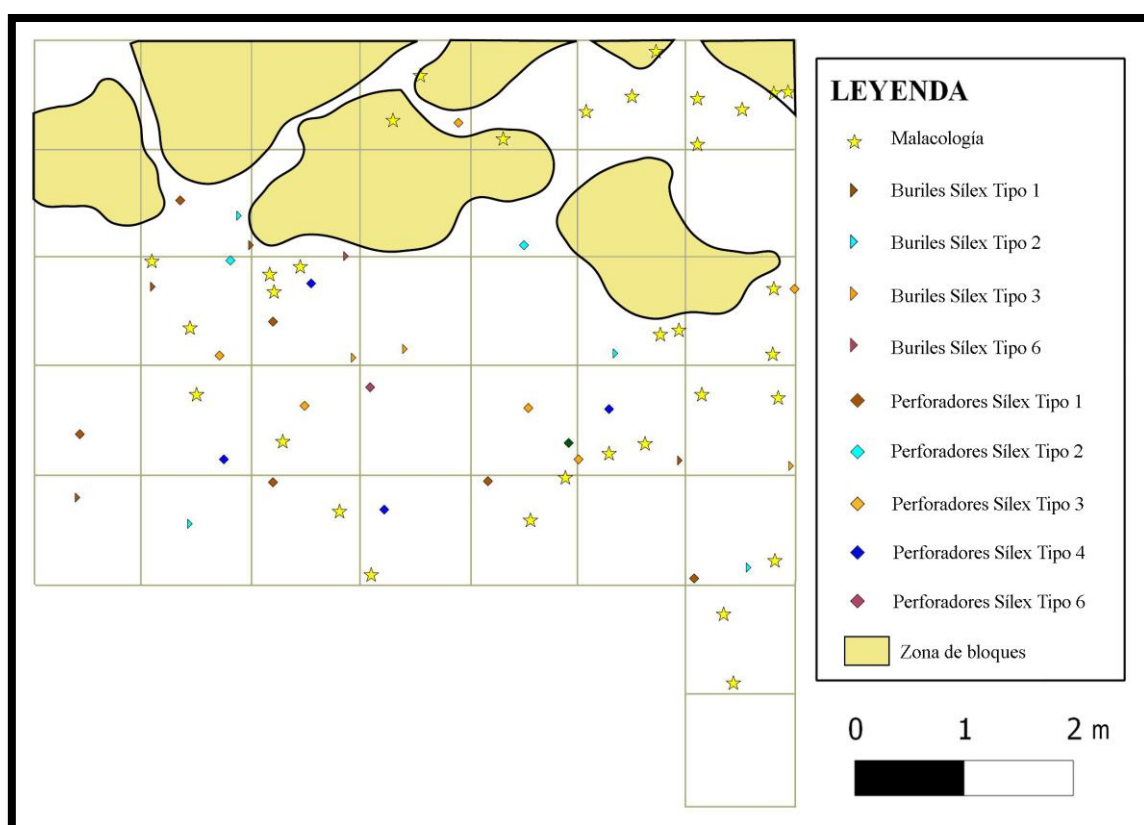 LEYENDA
Malacología
Buriles Sílex Tipo 1
Buriles Sílex Tipo 2
Buriles Sílex Tipo 3
Buriles Sílex Tipo 6
Perforadores Sílex Tipo 1
Perforadores Sílex Tipo 2
Perforadores Sílex Tipo 3
Perforadores Sílex Tipo 4
Perforadores Sílex Tipo 6
Zona de bloques
0 1 2 m